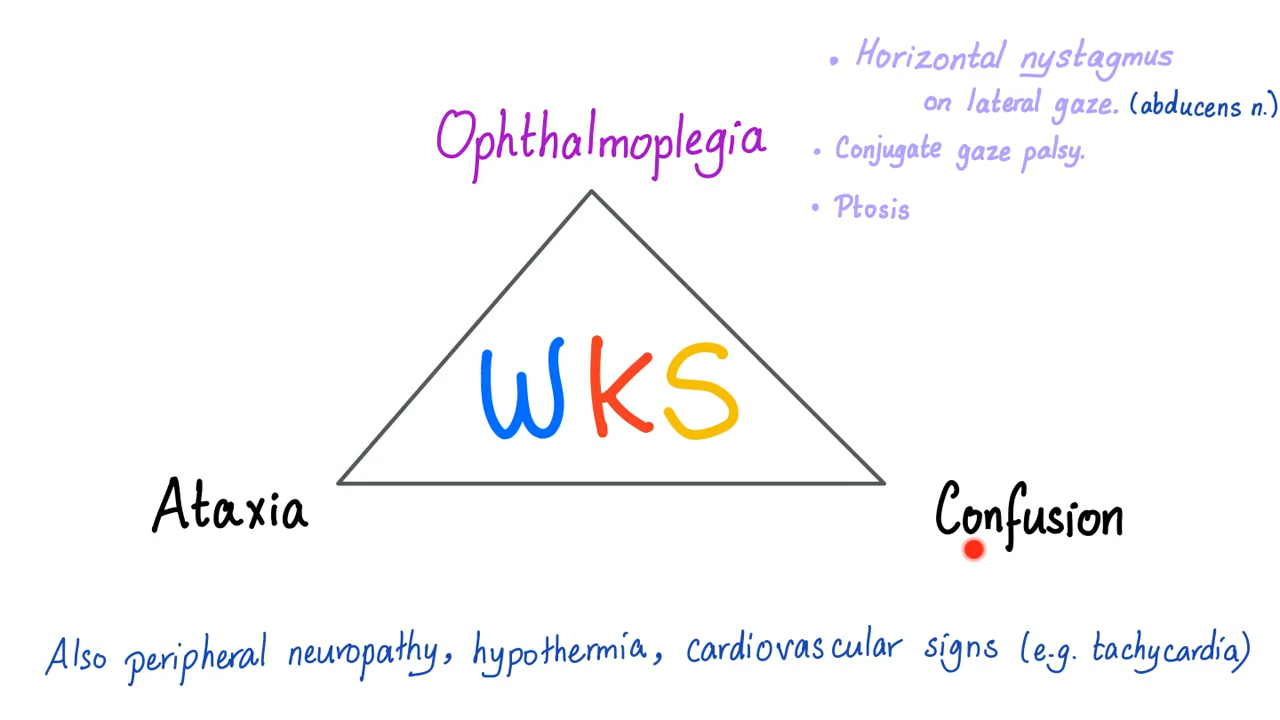 • Horizontal nystagmus
on lateral gaze. (abducens n.)
Ophthalmoplegia
• Conjugate gaze palsy.
• Ptosis
WKS
Ataxia
Confusion
Also peripheral neuropathy, hypothermia, cardiovascular signs (e.g. tachycardia)